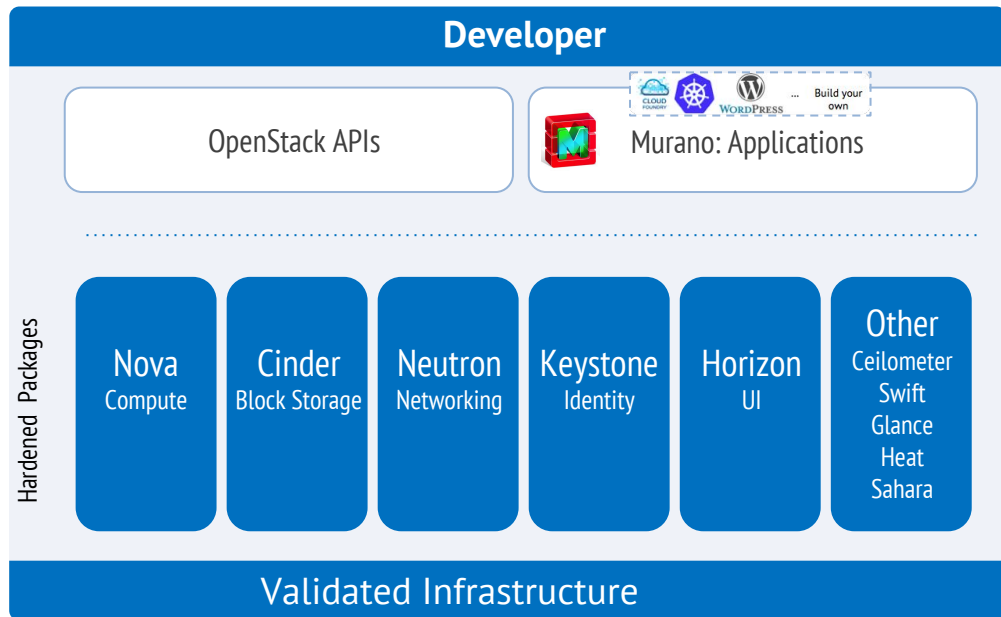 Developer
CLOUD
FOUNDRY
WORDPRESS
...
Build your
own
OpenStack APIs
M
Murano: Applications
Hardened Packages
Nova
Compute
Cinder
Block Storage
Neutron
Networking
Keystone
Identity
Horizon
UI
Other
Ceilometer
Swift
Glance
Heat
Sahara
Validated Infrastructure